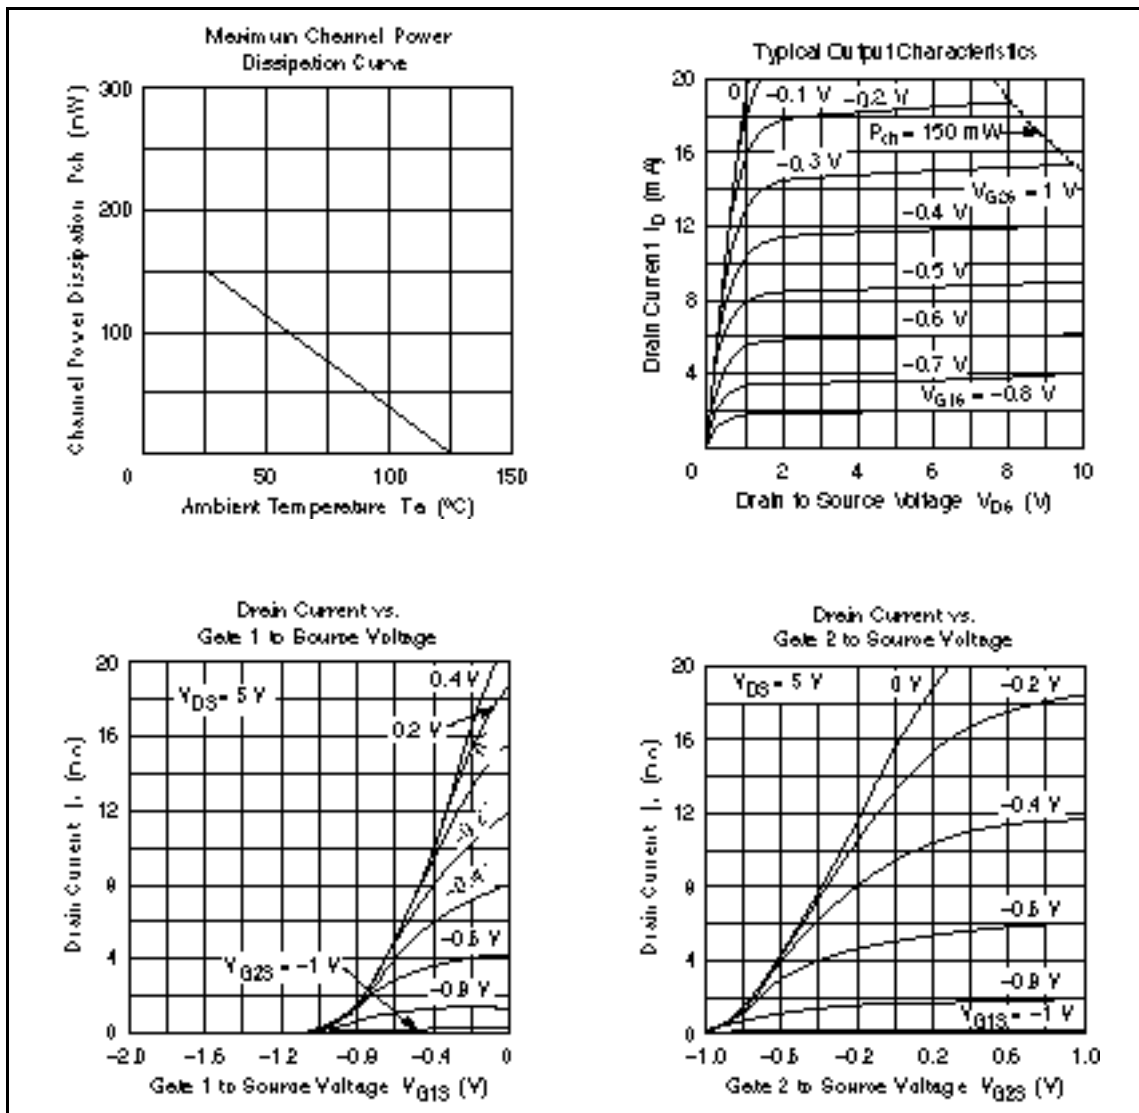 Maximum Channel Power
Dissipation Curve
Channel Power Dissipation Pch (mW)
300
200
100
0
50
100
150
Ambient Temperature Ta (°C)
Typical Output Characteristics
Drain Current ID (mA)
20
16
12
8
4
0
2
4
6
8
10
0
-0.1 V
-0.2 V
Pch = 150 mW
-0.3 V
VG2S = 1 V
-0.4 V
-0.5 V
-0.6 V
-0.7 V
VG1S = -0.8 V
Drain to Source Voltage VDS (V)
Drain Current vs.
Gate 1 to Source Voltage
Drain Current
20
16
12
8
4
0
VDS = 5 V
0.4 V
0.2 V
-0.6 V
VG2S = -1 V
-0.8 V
-2.0
-1.6
-1.2
-0.8
-0.4
0
Gate 1 to Source Voltage VG1S (V)
Drain Current vs.
Gate 2 to Source Voltage
Drain Current
20
16
12
8
4
0
VDS = 5 V
0 V
-0.2 V
-0.4 V
-0.6 V
-0.8 V
VG1S = -1 V
-1.0
-0.6
-0.2
0.2
0.6
1.0
Gate 2 to Source Voltage VG2S (V)